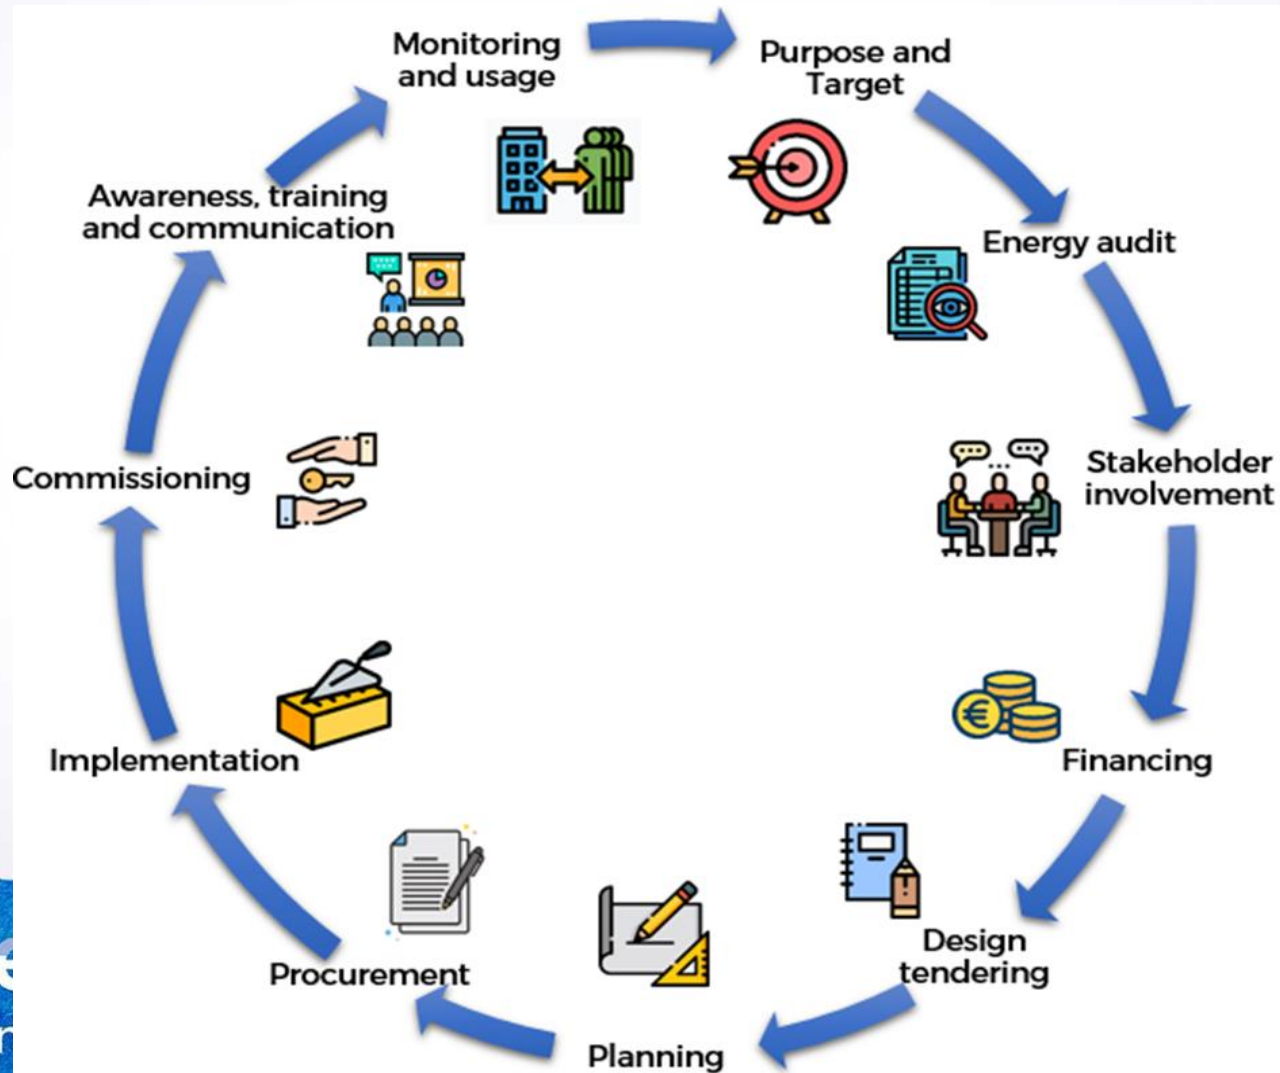 Monitoring
and usage
Purpose and
Target
Energy audit
Stakeholder
involvement
Financing
Design
tendering
Planning
Procurement
Implementation
Commissioning
Awareness, training
and communication
€